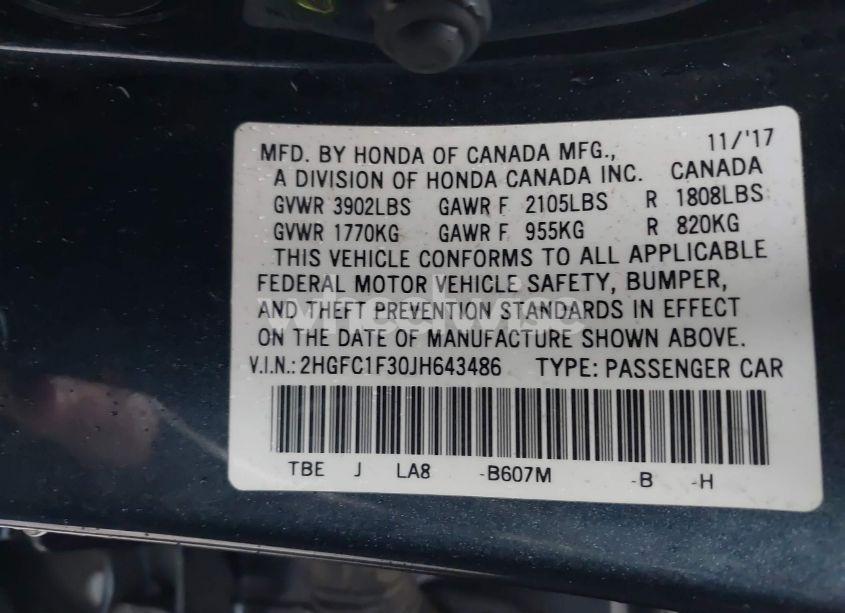 11/'17
MFD. BY HONDA OF CANADA MFG.,
A DIVISION OF HONDA CANADA INC. CANADA
GVWR 3902LBS GAWR F 2105LBS R 1808LBS
GVWR 1770KG GAWR F 955KG R 820KG
THIS VEHICLE CONFORMS TO ALL APPLICABLE
FEDERAL MOTOR VEHICLE SAFETY, BUMPER,
AND THEFT PREVENTION STANDARDS IN EFFECT
wheelwise
ON THE DATE OF MANUFACTURE SHOWN ABOVE.
V.I.N.: 2HGFC1F30JH643486 TYPE: PASSENGER CAR
TBE J LA8 -B607M -B -H